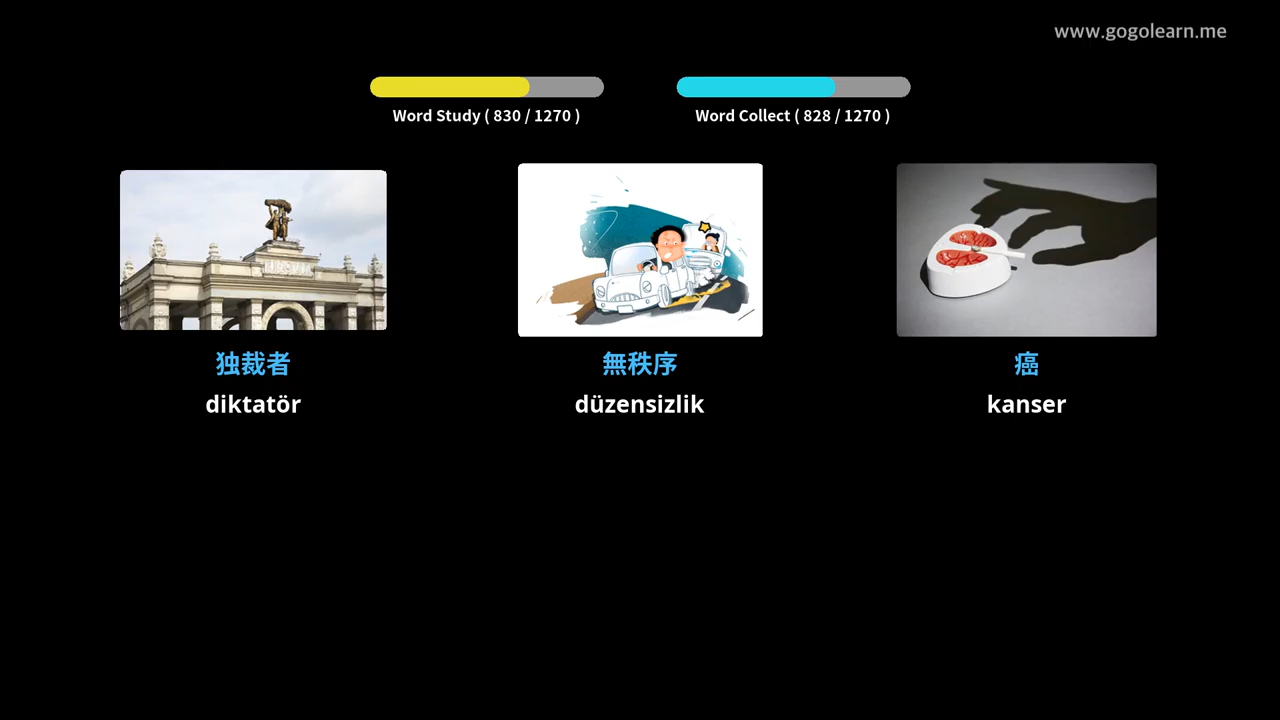 www.gogolearn.me
Word Study ( 830 / 1270 )
Word Collect ( 828 / 1270 )
独裁者
無秩序
癌
diktatör
düzensizlik
kanser